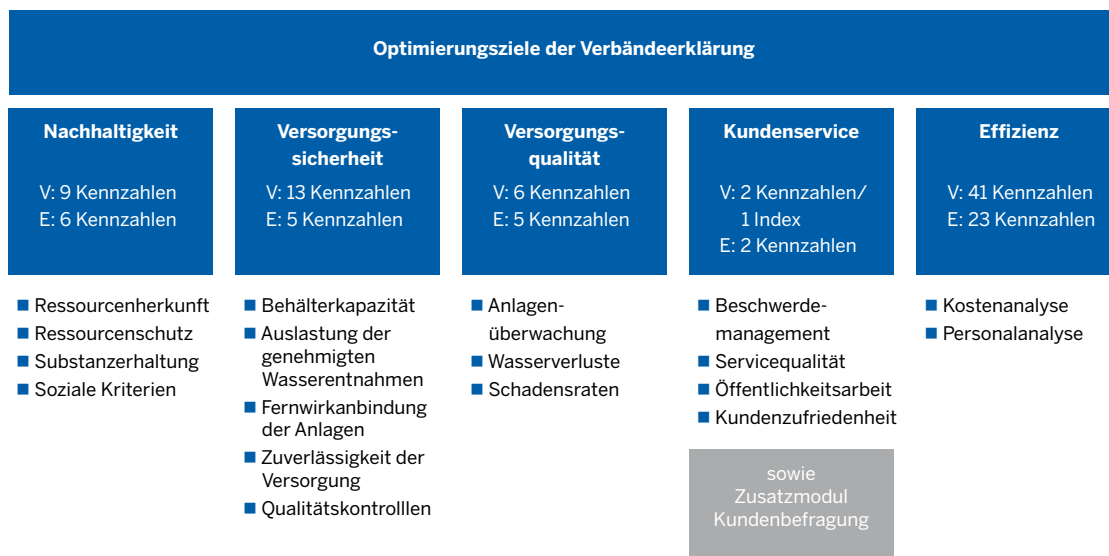 Optimierungsziele der Verbändeerklärung
Nachhaltigkeit
V: 9 Kennzahlen
E: 6 Kennzahlen
Ressourcenherkunft
Ressourcenschutz
Substanzerhaltung
Soziale Kriterien
Versorgungs-
sicherheit
V: 13 Kennzahlen
E: 5 Kennzahlen
Behälterkapazität
Auslastung der
genehmigten
Wasserentnahmen
Fernwirkanbindung
der Anlagen
Zuverlässigkeit der
Versorgung
Qualitätskontrolllen
Versorgungs-
qualität
V: 6 Kennzahlen
E: 5 Kennzahlen
Anlagen-
überwachung
Wasserverluste
Schadensraten
Kundenservice
V: 2 Kennzahlen/
1 Index
E: 2 Kennzahlen
Beschwerde-
management
Servicequalität
Öffentlichkeitsarbeit
Kundenzufriedenheit
sowie
Zusatzmodul
Kundenbefragung
Effizienz
V: 41 Kennzahlen
E: 23 Kennzahlen
Kostenanalyse
Personalanalyse